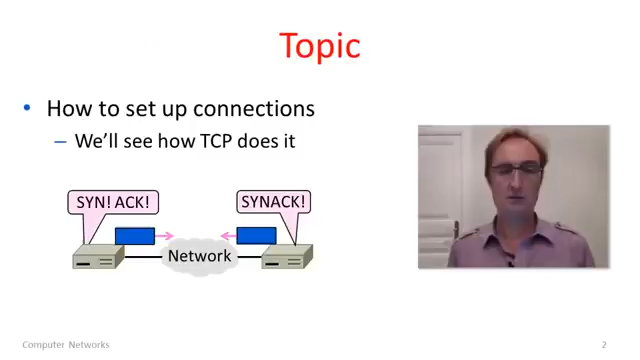 Topic
• How to set up connections
– We'll see how TCP does it
SYN! ACK!
SYNACK!
Network
Computer Networks
2